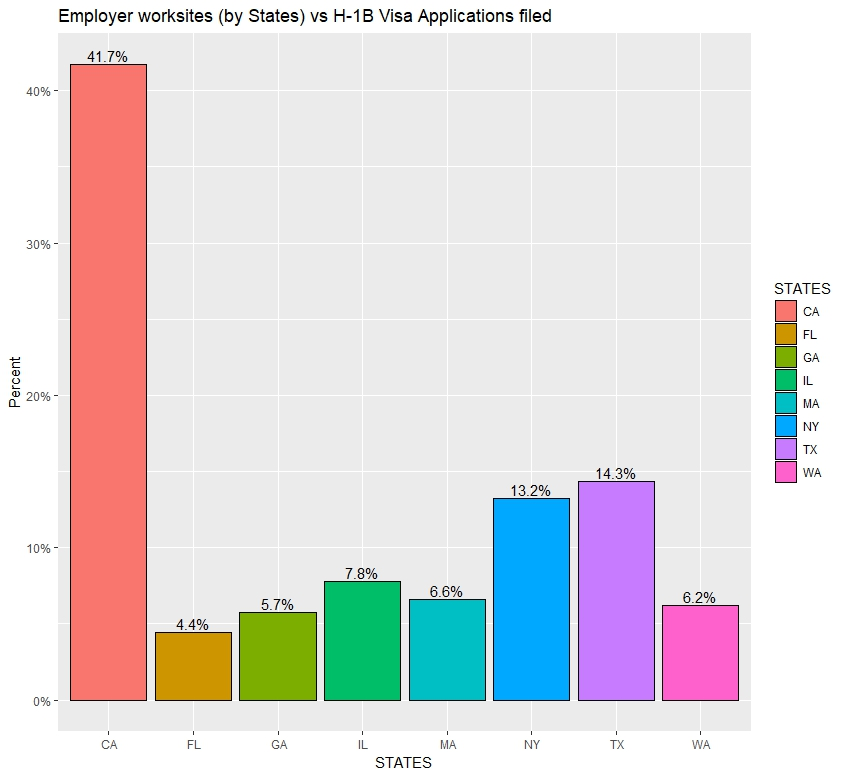 Employer worksites (by States) vs H-1B Visa Applications filed
41.7%
40%
30%
Percent
20%
10%
0%
4.4%
5.7%
7.8%
6.6%
13.2%
14.3%
6.2%
CA FL GA IL MA NY TX WA
STATES
STATES
CA
FL
GA
IL
MA
NY
TX
WA